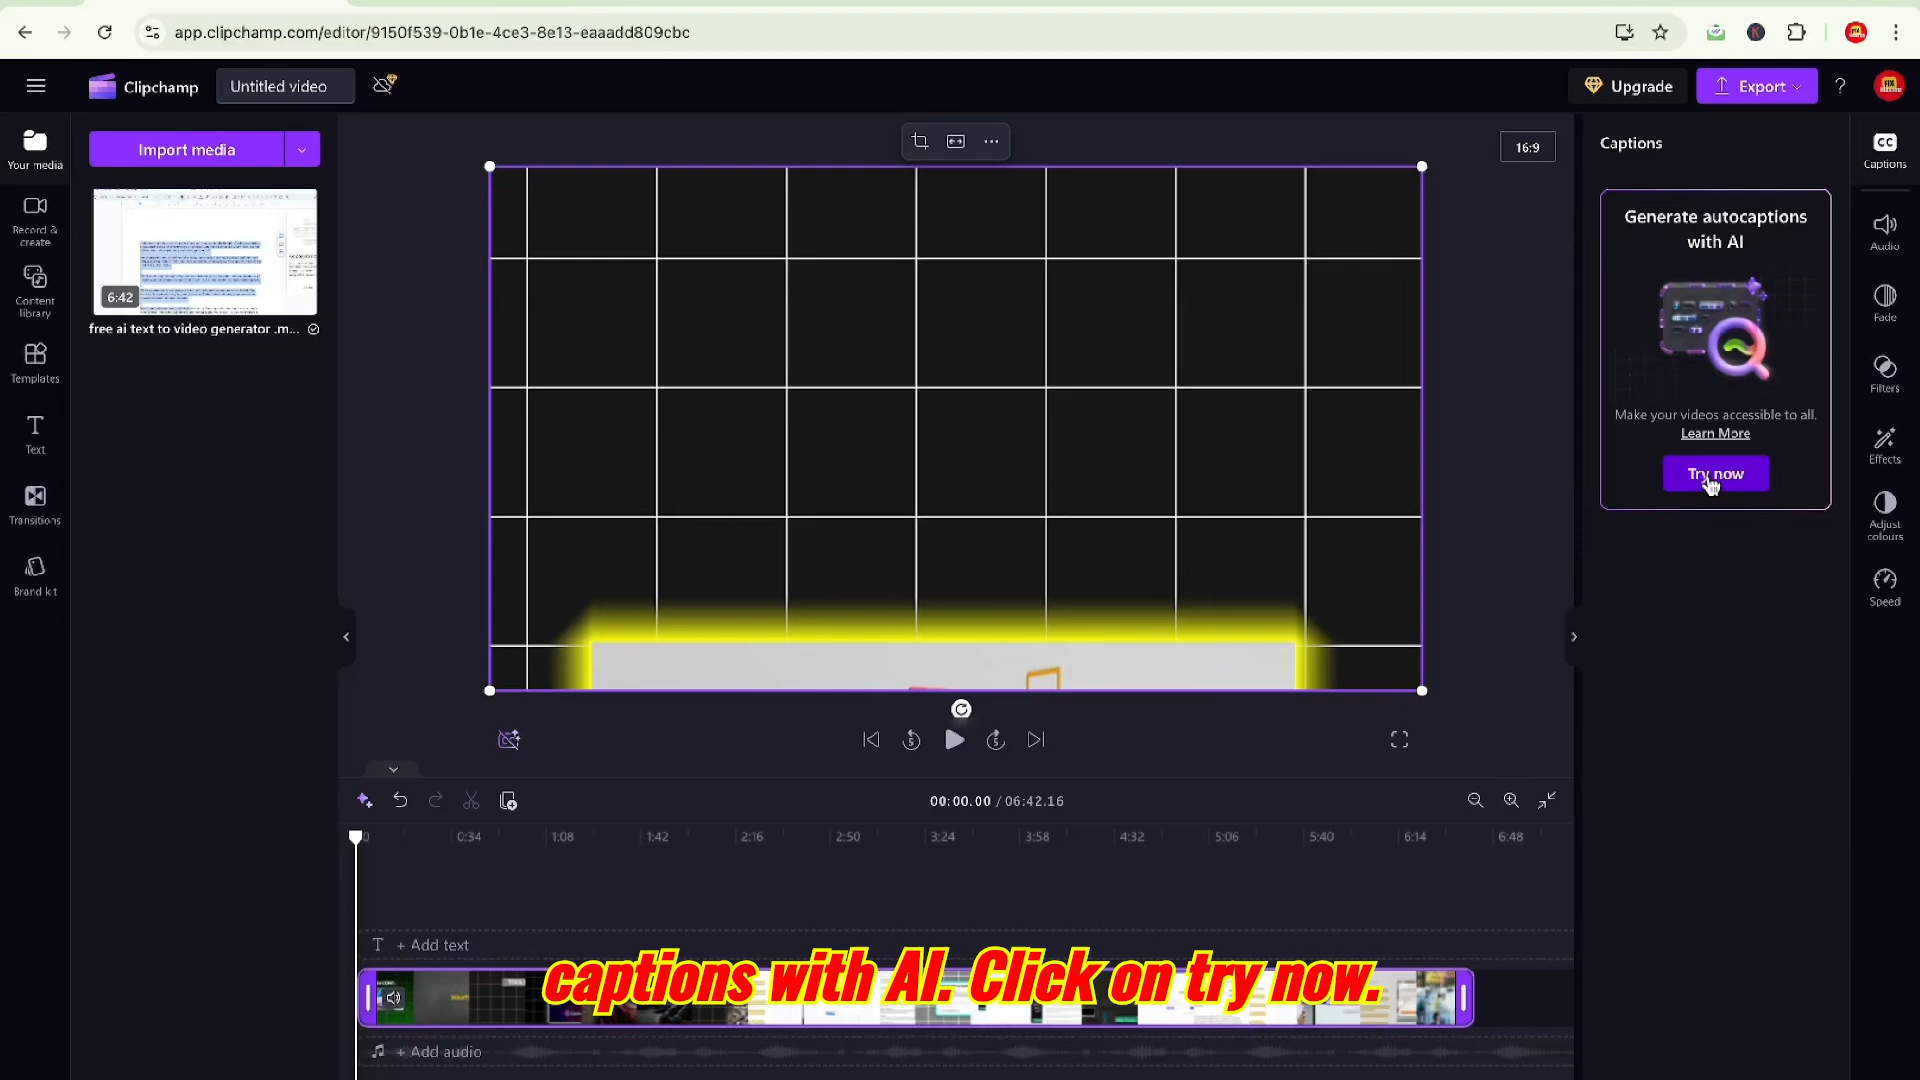 app.clipchamp.com/editor/9150f539-0b1e-4ce3-8e13-eaaadd809cbc
Clipchamp
Untitled video
Upgrade
Export
?
Your media
Record &
create
Content
library
Templates
Text
Transitions
Brand kit
Import media
6:42
free ai text to video generator .m...
16:9
Captions
Generate autocaptions
with AI
Make your videos accessible to all.
Learn More
Try now
CC
Captions
Audio
Fade
Filters
Effects
Adjust
colours
Speed
00:00.00 / 06:42.16
0
0:34
1:08
1:42
2:16
2:50
3:24
3:58
4:32
5:06
5:40
6:14
6:48
T + Add text
captions with AI. Click on try now.
+ Add audio